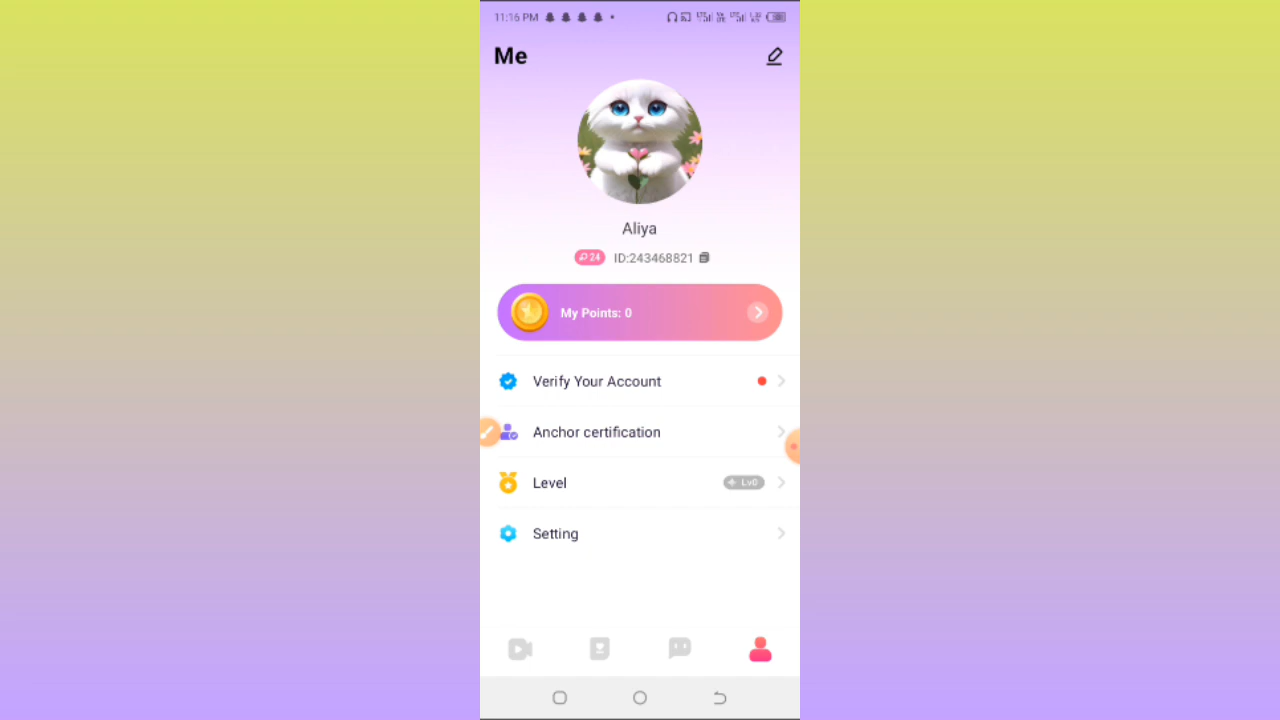 11:16 PM
Me
Aliya
24 ID:243468821
My Points: 0
Verify Your Account
Anchor certification
Level Lv0
Setting